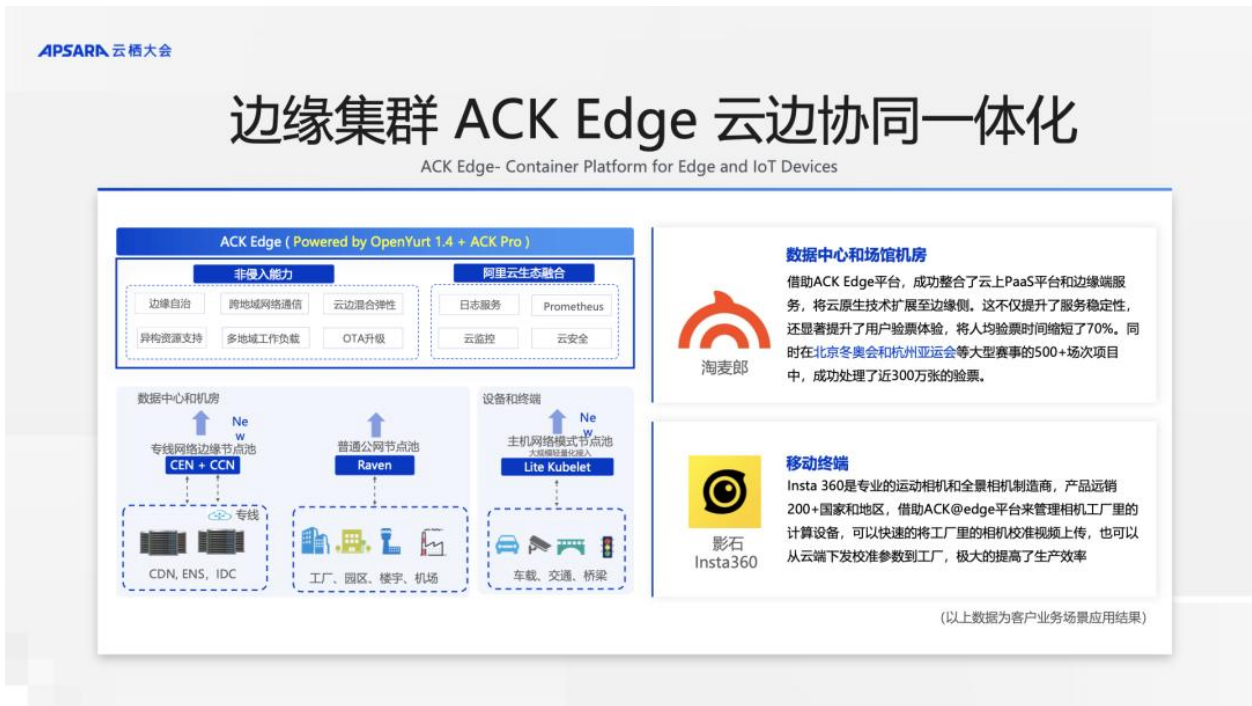 APSARA 云栖大会
边缘集群 ACK Edge 云边协同一体化
ACK Edge- Container Platform for Edge and IoT Devices
ACK Edge ( Powered by OpenYurt 1.4 + ACK Pro )
非侵入能力
边缘自治
跨地域网络通信
云边混合弹性
异构资源支持
多地域工作负载
OTA升级
阿里云生态融合
日志服务
Prometheus
云监控
云安全
数据中心和机房
Ne
w
专线网络边缘节点池
CEN + CCN
专线
CDN, ENS，IDC
普通公网节点池
Raven
工厂、园区、楼宇、机场
设备和终端
Ne
w
主机网络模式节点池
大规模轻量化接入
Lite Kubelet
车载、交通、桥梁
淘麦郎
数据中心和场馆机房
借助ACK Edge平台，成功整合了云上PaaS平台和边缘端服
务，将云原生技术扩展至边缘侧。这不仅提升了服务稳定性，
还显著提升了用户验票体验，将人均验票时间缩短了70%。同
时在北京冬奥会和杭州亚运会等大型赛事的500+场次项目
中，成功处理了近300万张的验票。
影石
Insta360
移动终端
Insta 360是专业的运动相机和全景相机制造商，产品远销
200+国家和地区，借助ACK@edge平台来管理相机工厂里的
计算设备，可以快速的将工厂里的相机校准视频上传，也可以
从云端下发校准参数到工厂，极大的提高了生产效率
(以上数据为客户业务场景应用结果)